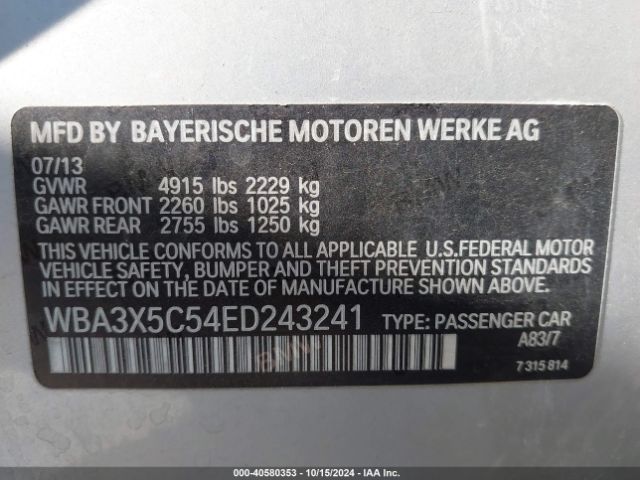 MFD BY BAYERISCHE MOTOREN WERKE AG
07/13
GVWR 4915 lbs 2229 kg
GAWR FRONT 2260 lbs 1025 kg
GAWR REAR 2755 lbs 1250 kg
THIS VEHICLE CONFORMS TO ALL APPLICABLE U.S.FEDERAL MOTOR
VEHICLE SAFETY, BUMPER AND THEFT PREVENTION STANDARDS
IN EFFECT ON THE DATE OF MANUFACTURE SHOWN ABOVE.
WBA3X5C54ED243241 TYPE: PASSENGER CAR
A83/7
7 315 814
000-40580353 - 10/15/2024 - IAA Holdings, LLC.